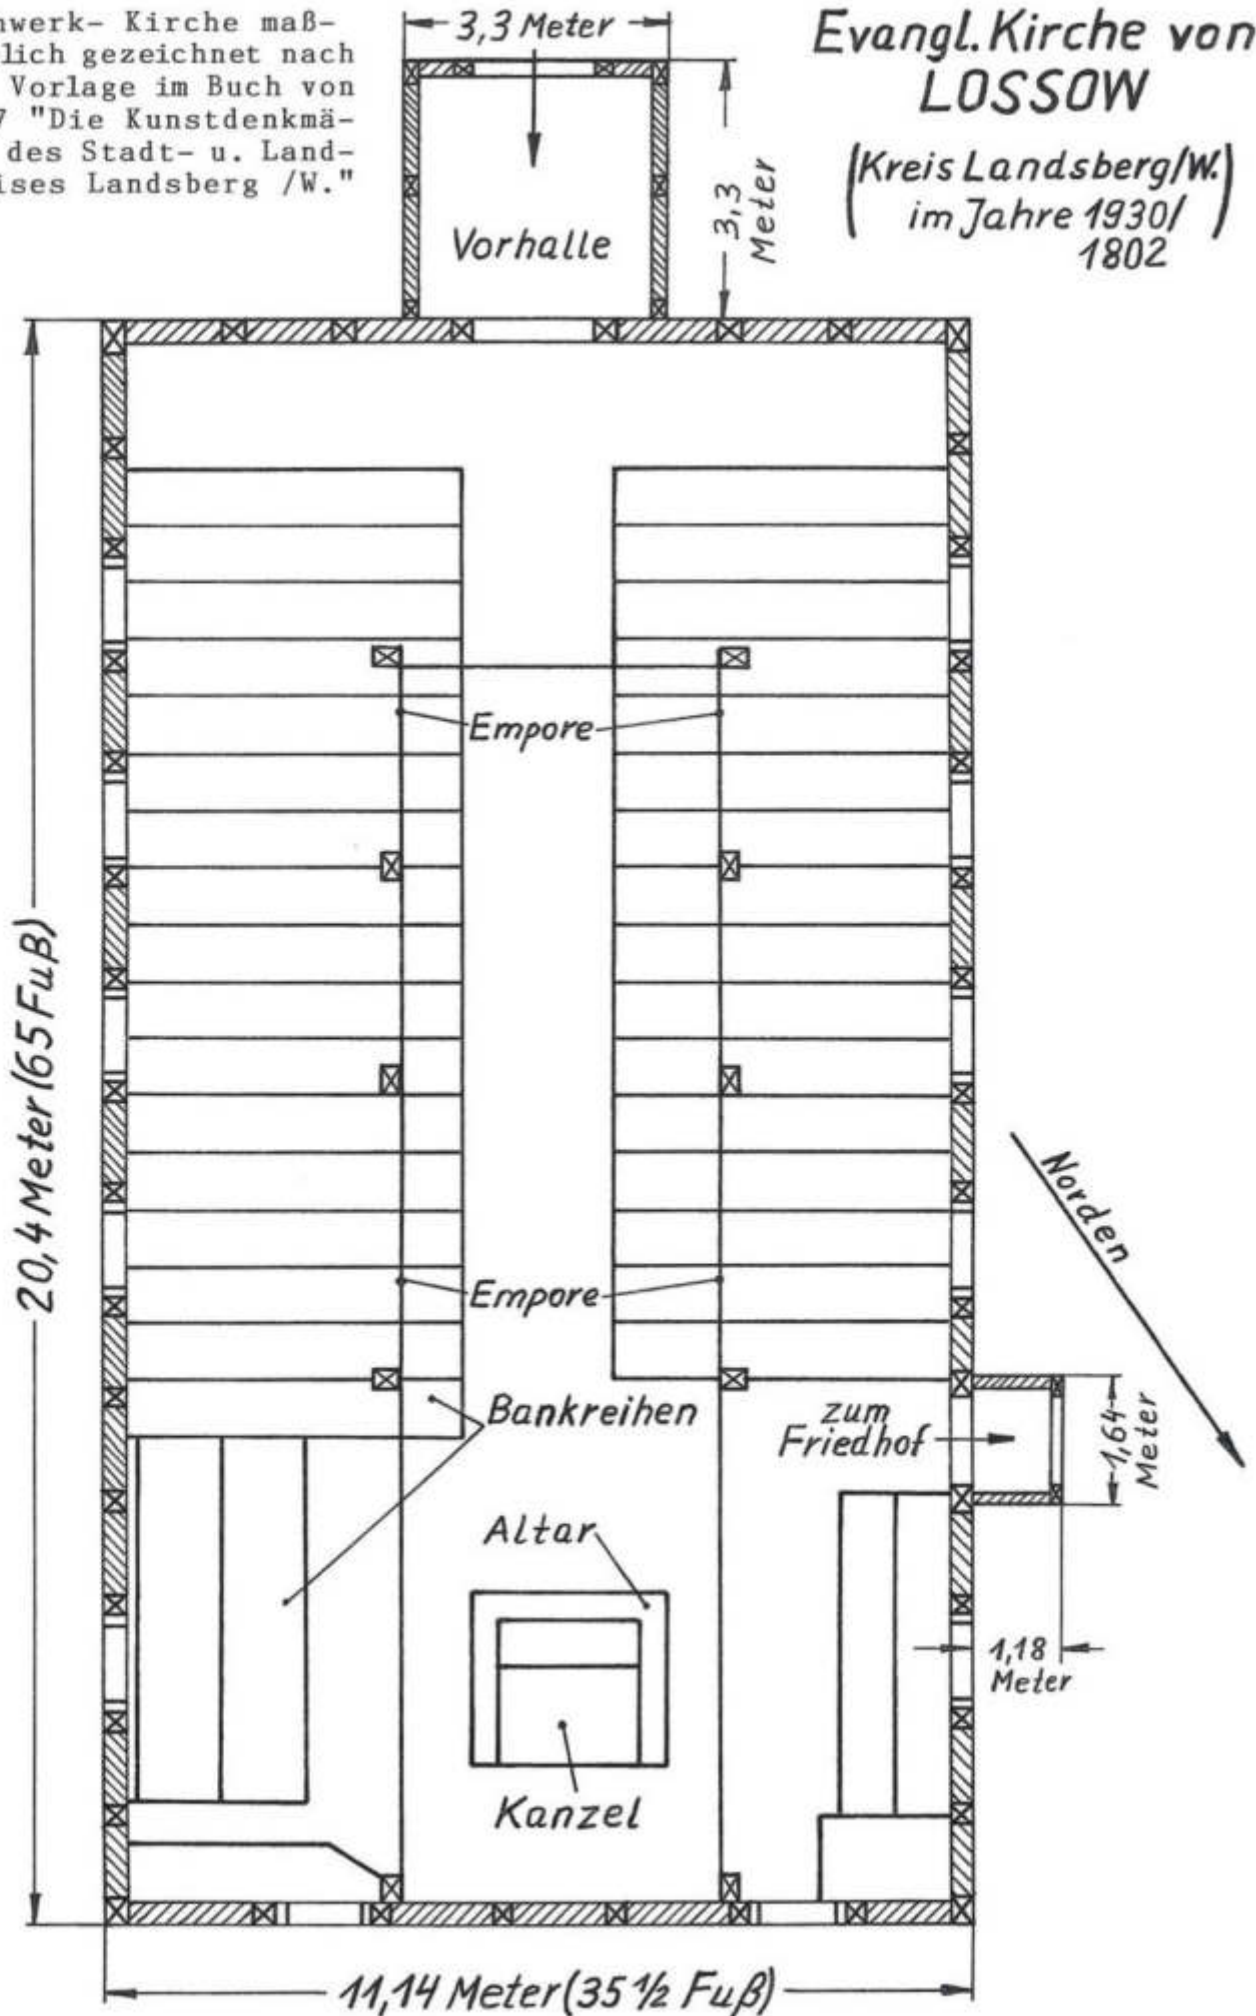 werk- Kirche maß-
lich gezeichnet nach
Vorlage im Buch von
7 "Die Kunstdenkmä-
des Stadt- u. Land-
ises Landsberg /W."
Evangl. Kirche von
LOSSOW
(Kreis Landsberg/W.
im Jahre 1930/
1802)
3,3 Meter
3,3
Meter
Vorhalle
20,4 Meter (65 Fuß)
Empore
Empore
Norden
Bankreihen
zum
Friedhof
1,64
Meter
Altar
1,18
Meter
Kanzel
11,14 Meter (35 1/2 Fuß)